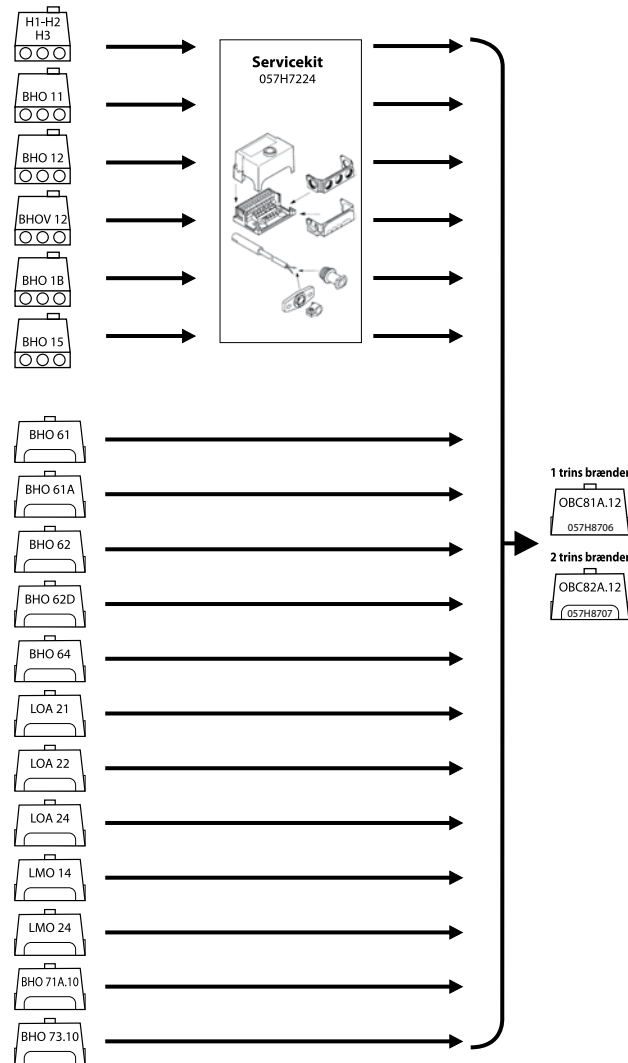 H1-H2
H3
BHO 11
BHO 12
BHOV 12
BHO 1B
BHO 15
Servicekit
057H7224
BHO 61
BHO 61A
BHO 62
BHO 62D
BHO 64
LOA 21
LOA 22
LOA 24
LMO 14
LMO 24
BHO 71A.10
BHO 73.10
1 trins brænder
OBC81A.12
057H8706
2 trins brænder
OBC82A.12
057H8707